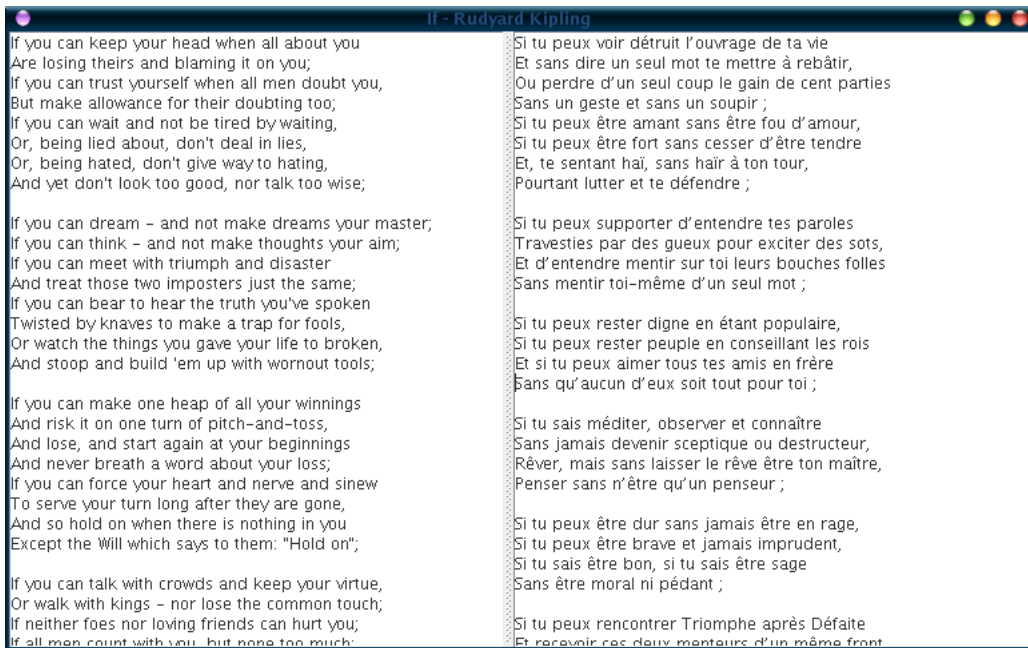 If - Rudyard Kipling
If you can keep your head when all about you
Are losing theirs and blaming it on you;
If you can trust yourself when all men doubt you,
But make allowance for their doubting too;
If you can wait and not be tired by waiting,
Or, being lied about, don't deal in lies,
Or, being hated, don't give way to hating,
And yet don't look too good, nor talk too wise;
If you can dream - and not make dreams your master;
If you can think - and not make thoughts your aim;
If you can meet with triumph and disaster
And treat those two imposters just the same;
If you can bear to hear the truth you've spoken
Twisted by knaves to make a trap for fools,
Or watch the things you gave your life to broken,
And stoop and build 'em up with wornout tools;
If you can make one heap of all your winnings
And risk it on one turn of pitch-and-toss,
And lose, and start again at your beginnings
And never breath a word about your loss;
If you can force your heart and nerve and sinew
To serve your turn long after they are gone,
And so hold on when there is nothing in you
Except the Will which says to them: "Hold on";
If you can talk with crowds and keep your virtue,
Or walk with kings - nor lose the common touch;
If neither foes nor loving friends can hurt you;
If all men count with you, but none too much;
Si tu peux voir détruit l'ouvrage de ta vie
Et sans dire un seul mot te mettre à rebâtir,
Ou perdre d'un seul coup le gain de cent parties
Sans un geste et sans un soupir ;
Si tu peux être amant sans être fou d'amour,
Si tu peux être fort sans cesser d'être tendre
Et, te sentant haï, sans haïr à ton tour,
Pourtant lutter et te défendre ;
Si tu peux supporter d'entendre tes paroles
Travesties par des gueux pour exciter des sots,
Et d'entendre mentir sur toi leurs bouches folles
Sans mentir toi-même d'un seul mot ;
Si tu peux rester digne en étant populaire,
Si tu peux rester peuple en conseillant les rois
Et si tu peux aimer tous tes amis en frère
Sans qu'aucun d'eux soit tout pour toi ;
Si tu sais méditer, observer et connaître
Sans jamais devenir sceptique ou destructeur,
Rêver, mais sans laisser le rêve être ton maître,
Penser sans n'être qu'un penseur ;
Si tu peux être dur sans jamais être en rage,
Si tu peux être brave et jamais imprudent,
Si tu sais être bon, si tu sais être sage
Sans être moral ni pédant ;
Si tu peux rencontrer Triomphe après Défaite
Et recevoir ces deux menteurs d'un même front